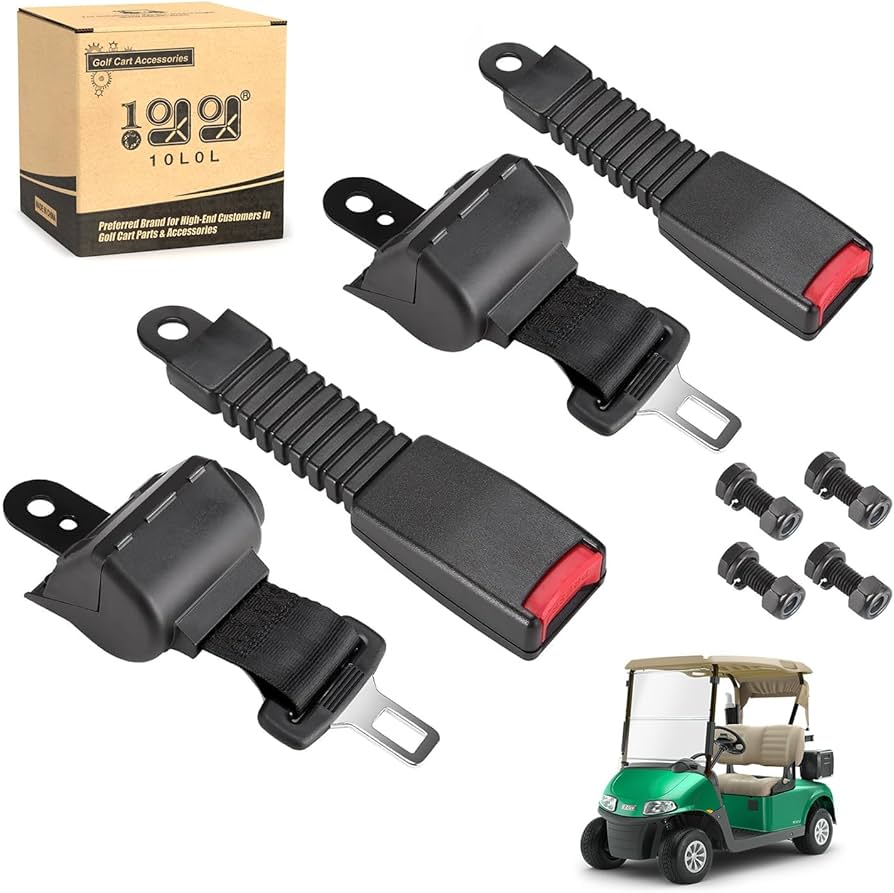 Golf Cart Accessories
10L0L
®
10L0L
MADE IN CHINA
Preferred Brand for High-End Customers in
Golf Cart Parts & Accessories